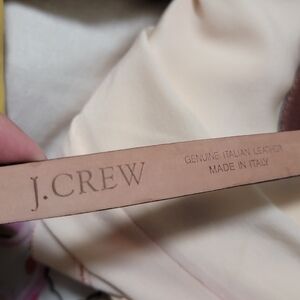 J.CREW
GENUINE ITALIAN LEATHER
MADE IN ITALY